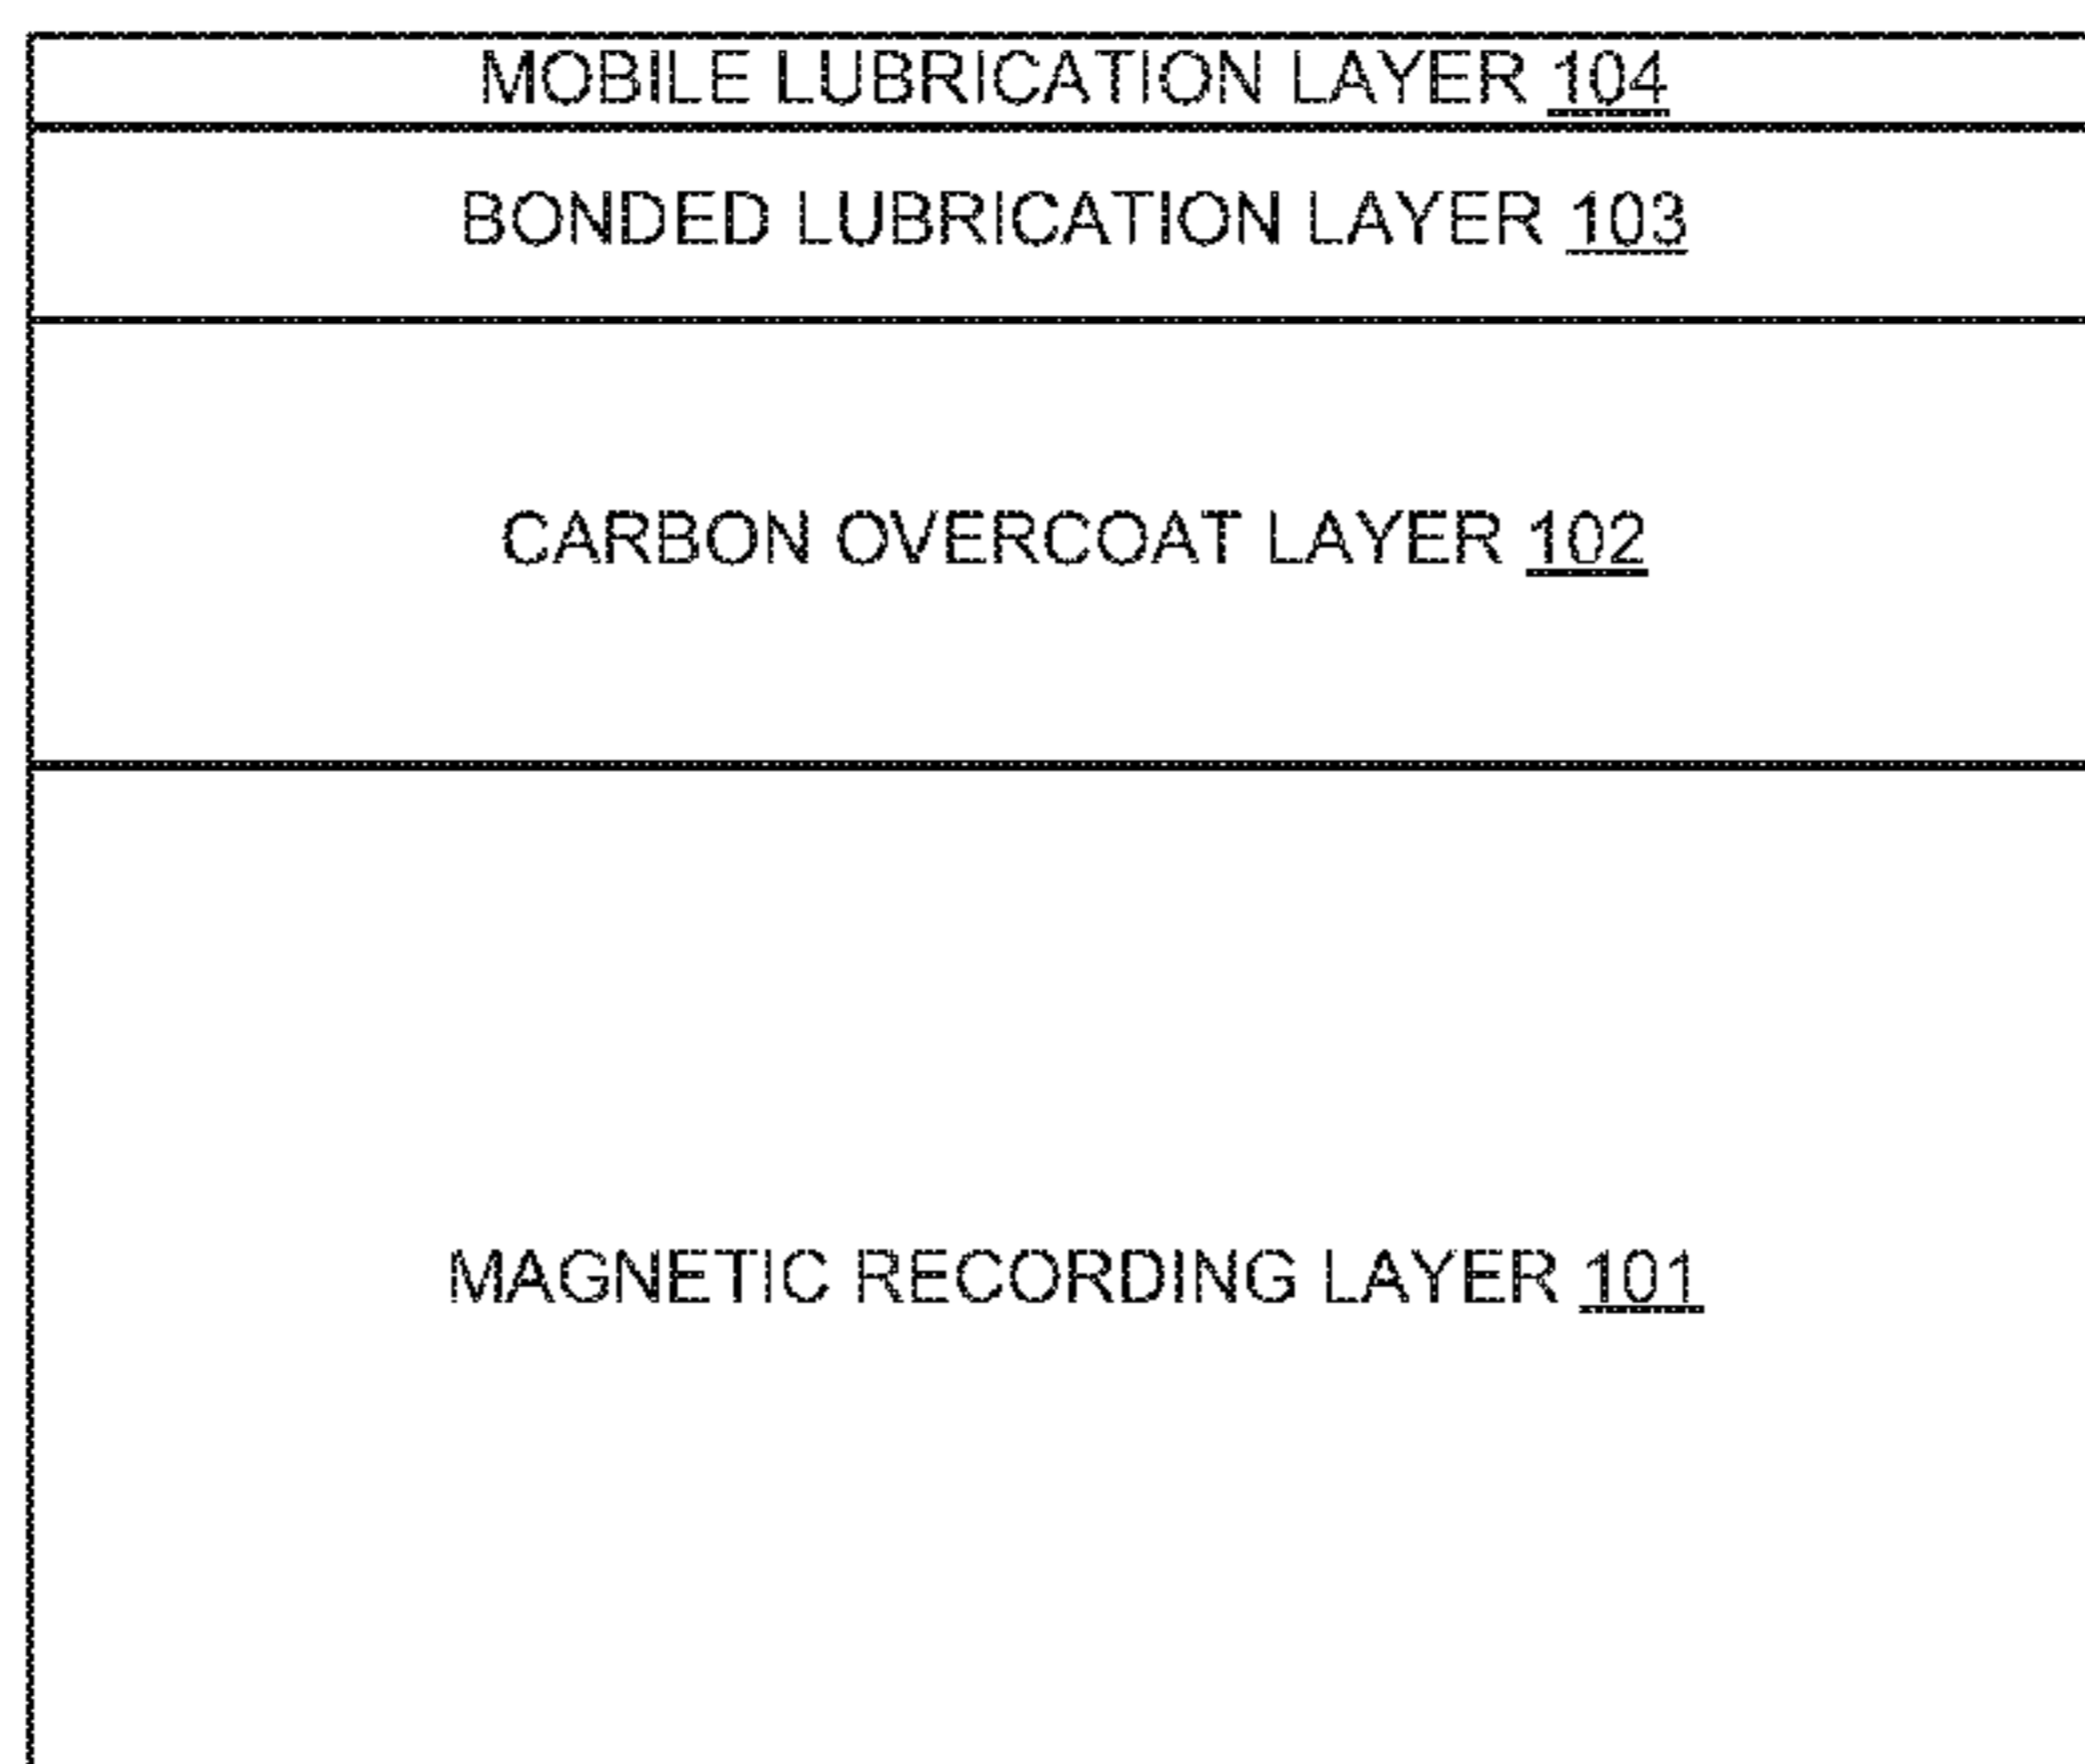 MOBILE LUBRICATION LAYER 104
BONDED LUBRICATION LAYER 103
CARBON OVERCOAT LAYER 102
MAGNETIC RECORDING LAYER 101